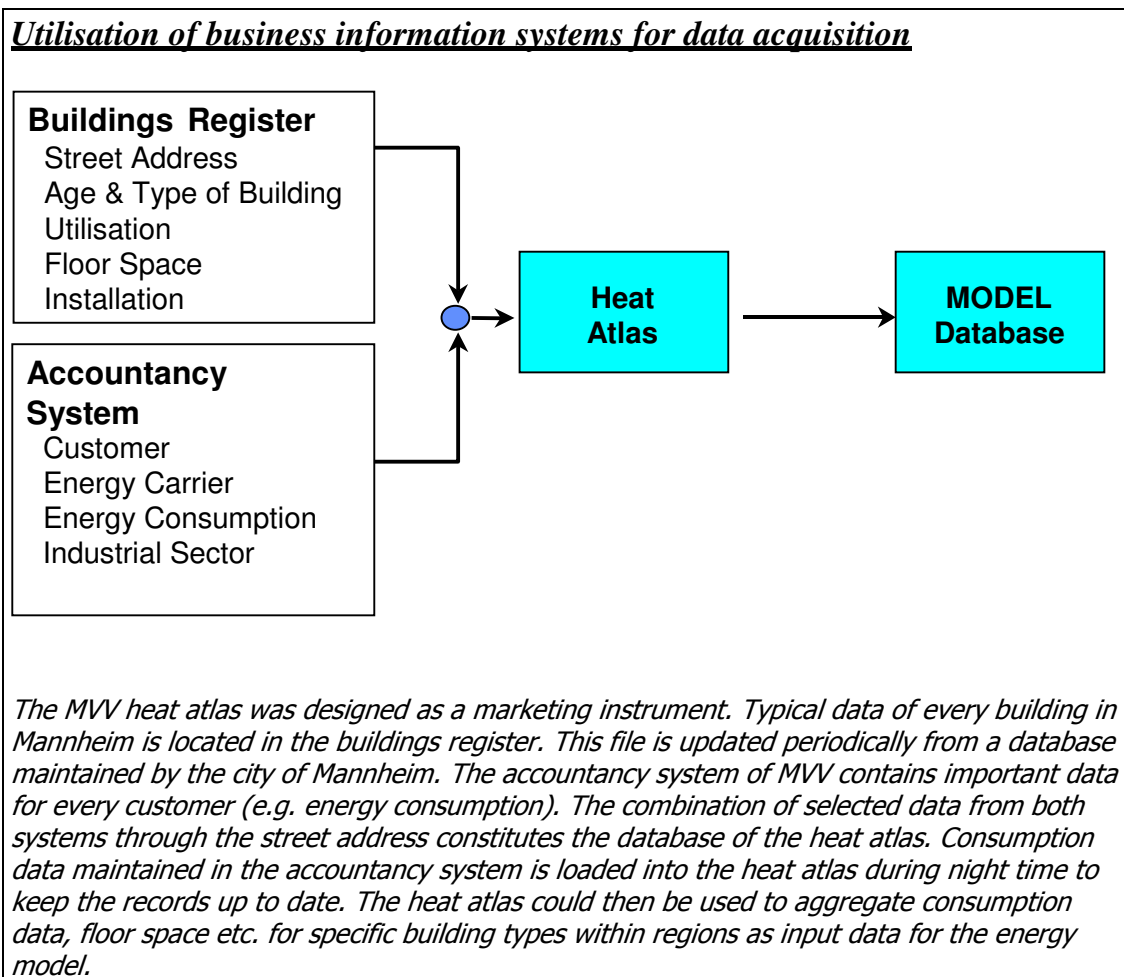 Utilisation of business information systems for data acquisition
Buildings Register
Street Address
Age & Type of Building
Utilisation
Floor Space
Installation
Accountancy
System
Customer
Energy Carrier
Energy Consumption
Industrial Sector
Heat
Atlas
MODEL
Database
The MVV heat atlas was designed as a marketing instrument. Typical data of every building in
Mannheim is located in the buildings register. This file is updated periodically from a database
maintained by the city of Mannheim. The accountancy system of MVV contains important data
for every customer (e.g. energy consumption). The combination of selected data from both
systems through the street address constitutes the database of the heat atlas. Consumption
data maintained in the accountancy system is loaded into the heat atlas during night time to
keep the records up to date. The heat atlas could then be used to aggregate consumption
data, floor space etc. for specific building types within regions as input data for the energy
model.